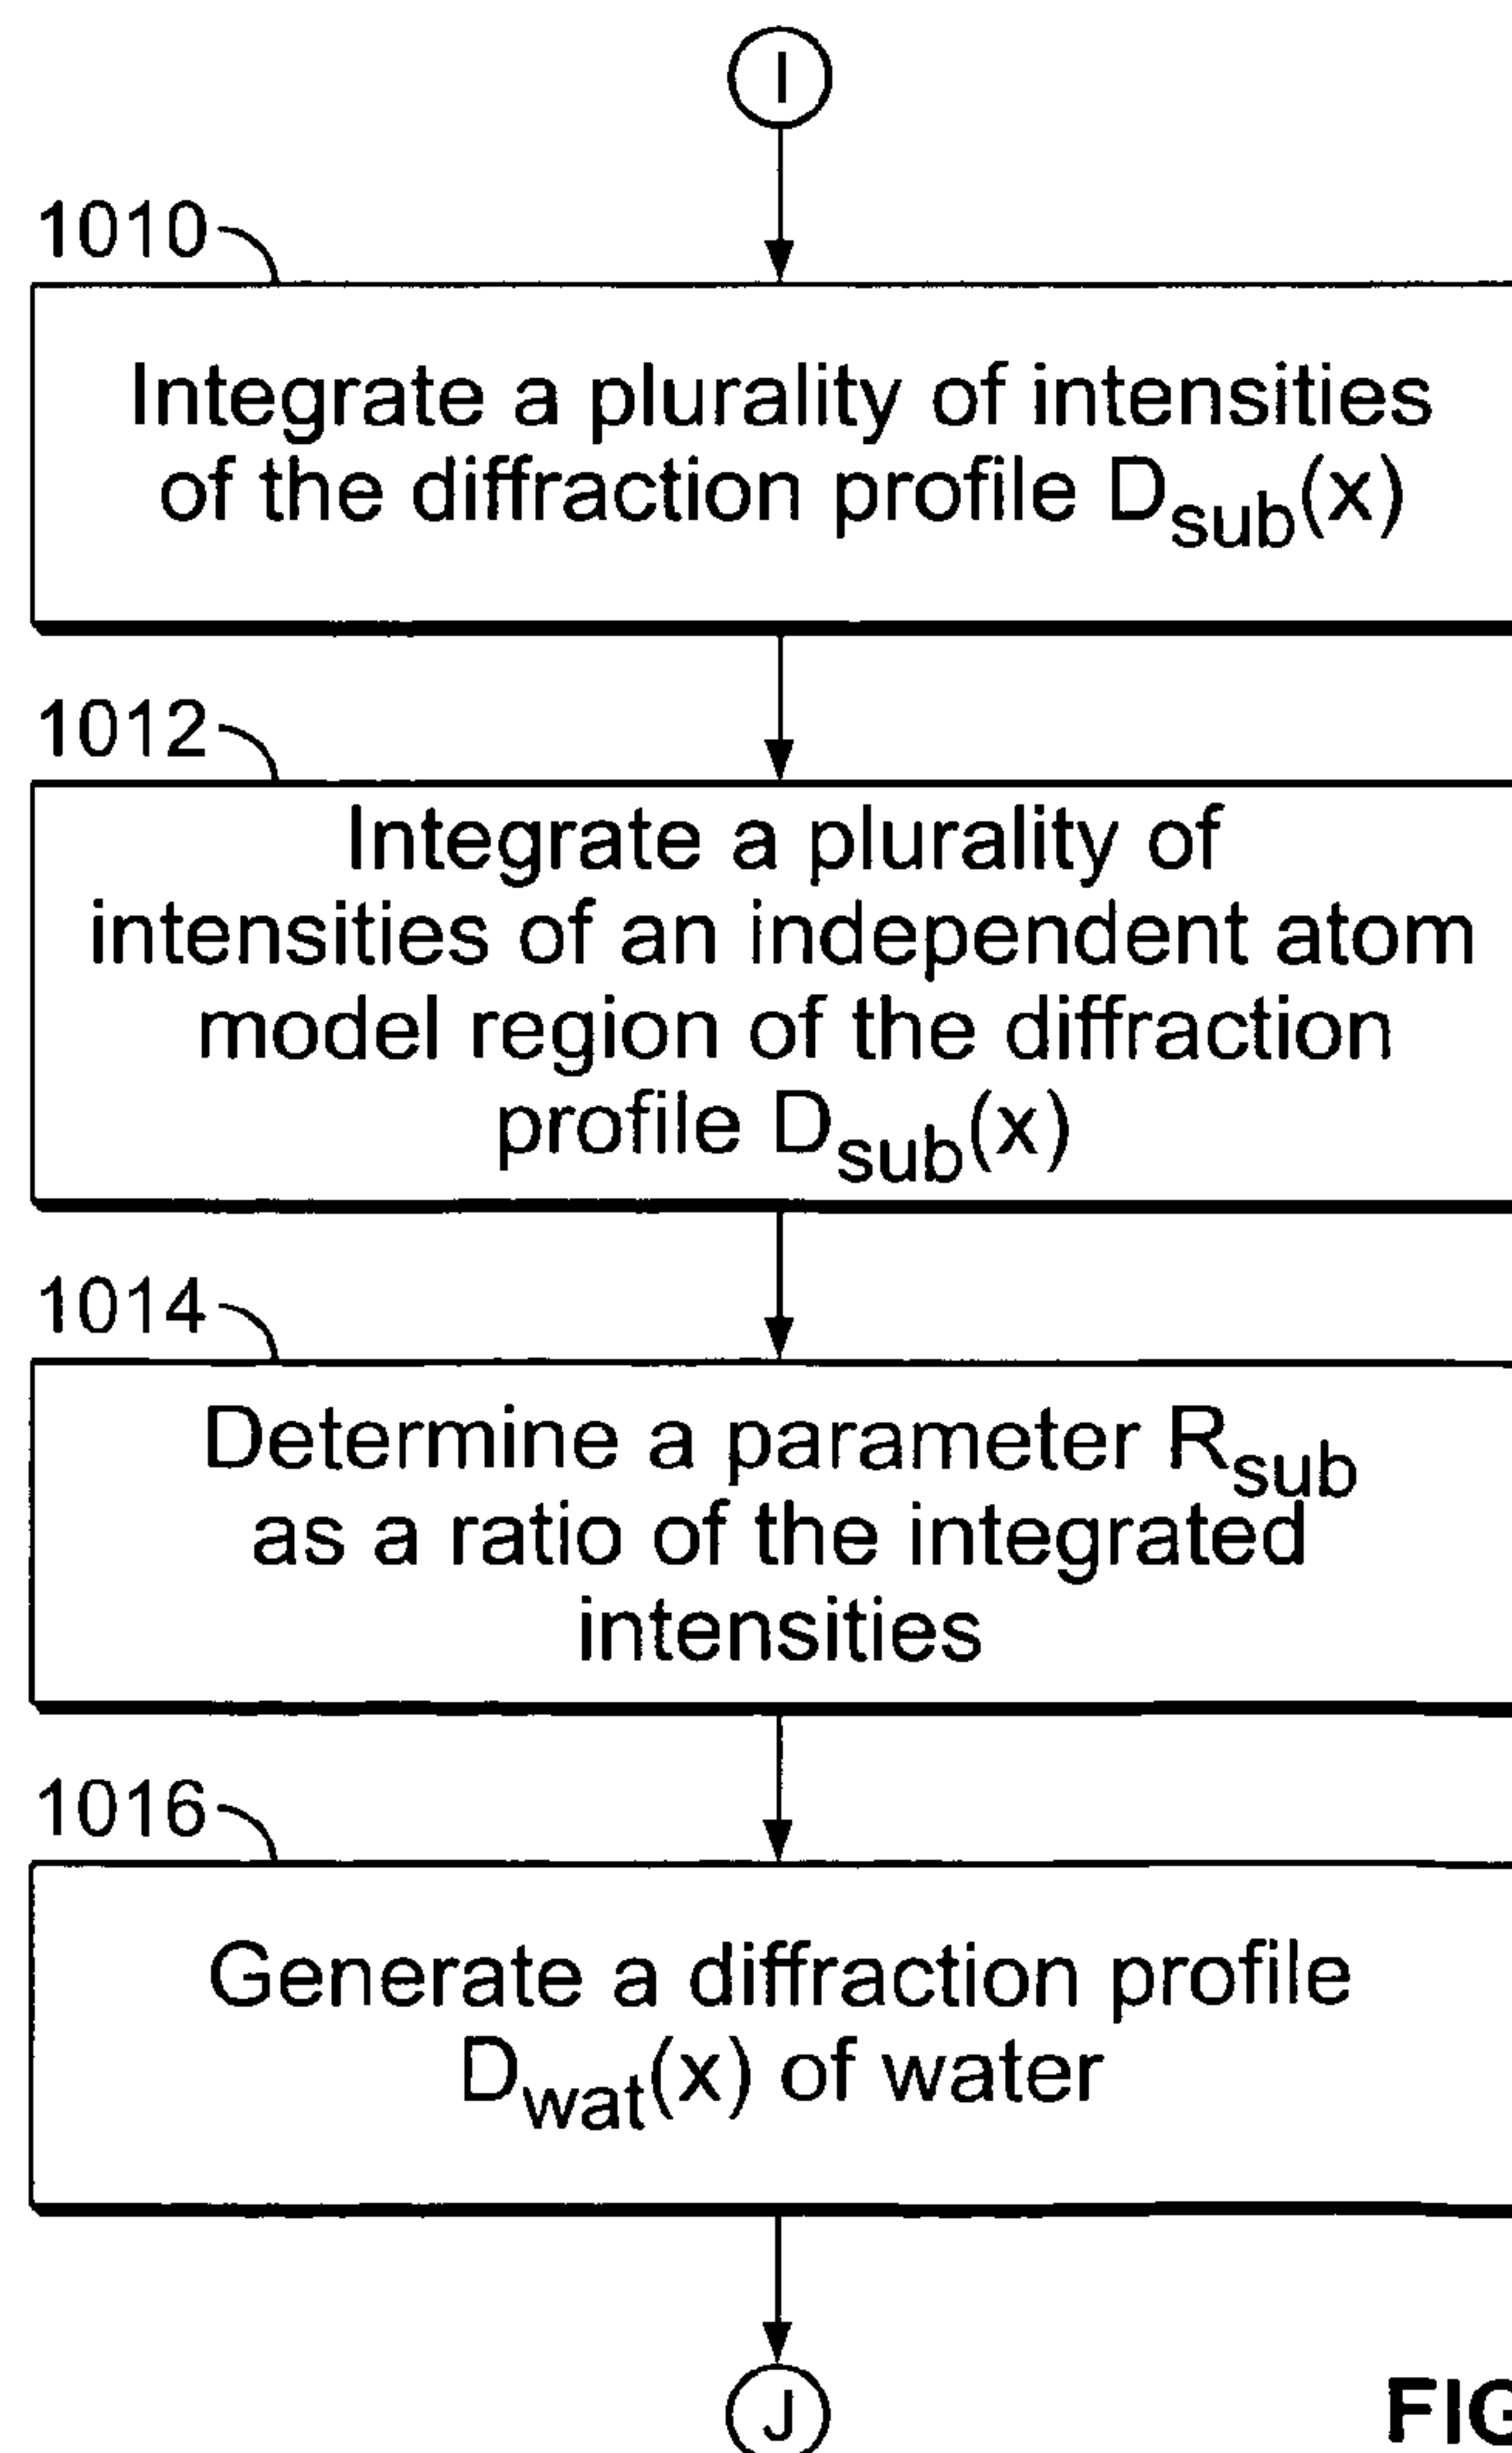 I
1010
Integrate a plurality of intensities
of the diffraction profile Dsub(x)
1012
Integrate a plurality of
intensities of an independent atom
model region of the diffraction
profile Dsub(x)
1014
Determine a parameter Rsub
as a ratio of the integrated
intensities
1016
Generate a diffraction profile
Dwat(x) of water
J
FIG